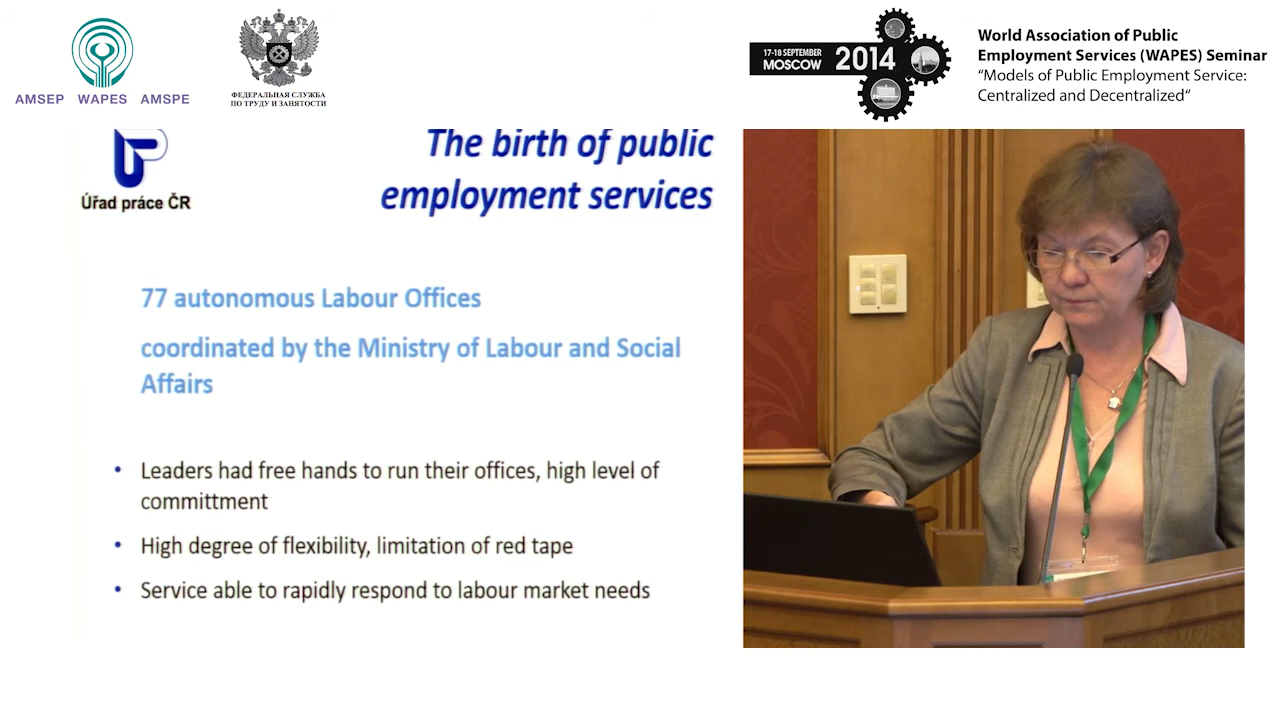 AMSEP WAPES AMSPE
ФЕДЕРАЛЬНАЯ СЛУЖБА
ПО ТРУДУ И ЗАНЯТОСТИ
17-18 SEPTEMBER
MOSCOW
2014
World Association of Public
Employment Services (WAPES) Seminar
“Models of Public Employment Service:
Centralized and Decentralized“
Úřad práce ČR
The birth of public
employment services
77 autonomous Labour Offices
coordinated by the Ministry of Labour and Social
Affairs
• Leaders had free hands to run their offices, high level of
committment
• High degree of flexibility, limitation of red tape
• Service able to rapidly respond to labour market needs